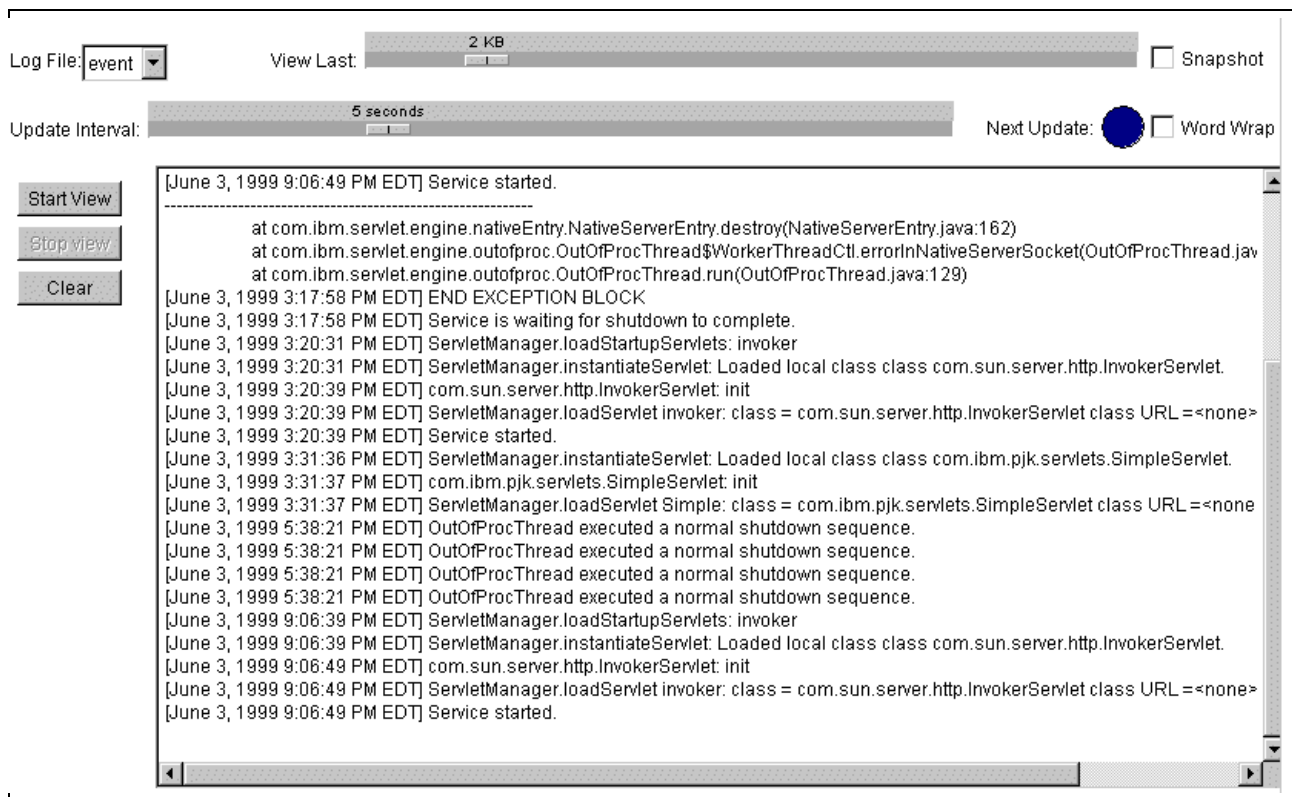 Log File: event View Last: 2 KB Snapshot
Update Interval: 5 seconds Next Update: Word Wrap
Start View
Stop view
Clear
[June 3, 1999 9:06:49 PM EDT] Service started.
------------------------------------------------------------
at com.ibm.servlet.engine.nativeEntry.NativeServerEntry.destroy(NativeServerEntry.java:162)
at com.ibm.servlet.engine.outofproc.OutOfProcThread$WorkerThreadCtl.errorInNativeServerSocket(OutOfProcThread.jav
at com.ibm.servlet.engine.outofproc.OutOfProcThread.run(OutOfProcThread.java:129)
[June 3, 1999 3:17:58 PM EDT] END EXCEPTION BLOCK
[June 3, 1999 3:17:58 PM EDT] Service is waiting for shutdown to complete.
[June 3, 1999 3:20:31 PM EDT] ServletManager.loadStartupServlets: invoker
[June 3, 1999 3:20:31 PM EDT] ServletManager.instantiateServlet: Loaded local class class com.sun.server.http.InvokerServlet.
[June 3, 1999 3:20:39 PM EDT] com.sun.server.http.InvokerServlet: init
[June 3, 1999 3:20:39 PM EDT] ServletManager.loadServlet invoker: class = com.sun.server.http.InvokerServlet class URL =<none>
[June 3, 1999 3:20:39 PM EDT] Service started.
[June 3, 1999 3:31:36 PM EDT] ServletManager.instantiateServlet: Loaded local class class com.ibm.pjk.servlets.SimpleServlet.
[June 3, 1999 3:31:37 PM EDT] com.ibm.pjk.servlets.SimpleServlet: init
[June 3, 1999 3:31:37 PM EDT] ServletManager.loadServlet Simple: class = com.ibm.pjk.servlets.SimpleServlet class URL =<none
[June 3, 1999 5:38:21 PM EDT] OutOfProcThread executed a normal shutdown sequence.
[June 3, 1999 5:38:21 PM EDT] OutOfProcThread executed a normal shutdown sequence.
[June 3, 1999 5:38:21 PM EDT] OutOfProcThread executed a normal shutdown sequence.
[June 3, 1999 5:38:21 PM EDT] OutOfProcThread executed a normal shutdown sequence.
[June 3, 1999 9:06:39 PM EDT] ServletManager.loadStartupServlets: invoker
[June 3, 1999 9:06:39 PM EDT] ServletManager.instantiateServlet: Loaded local class class com.sun.server.http.InvokerServlet.
[June 3, 1999 9:06:49 PM EDT] com.sun.server.http.InvokerServlet: init
[June 3, 1999 9:06:49 PM EDT] ServletManager.loadServlet invoker: class = com.sun.server.http.InvokerServlet class URL =<none>
[June 3, 1999 9:06:49 PM EDT] Service started.